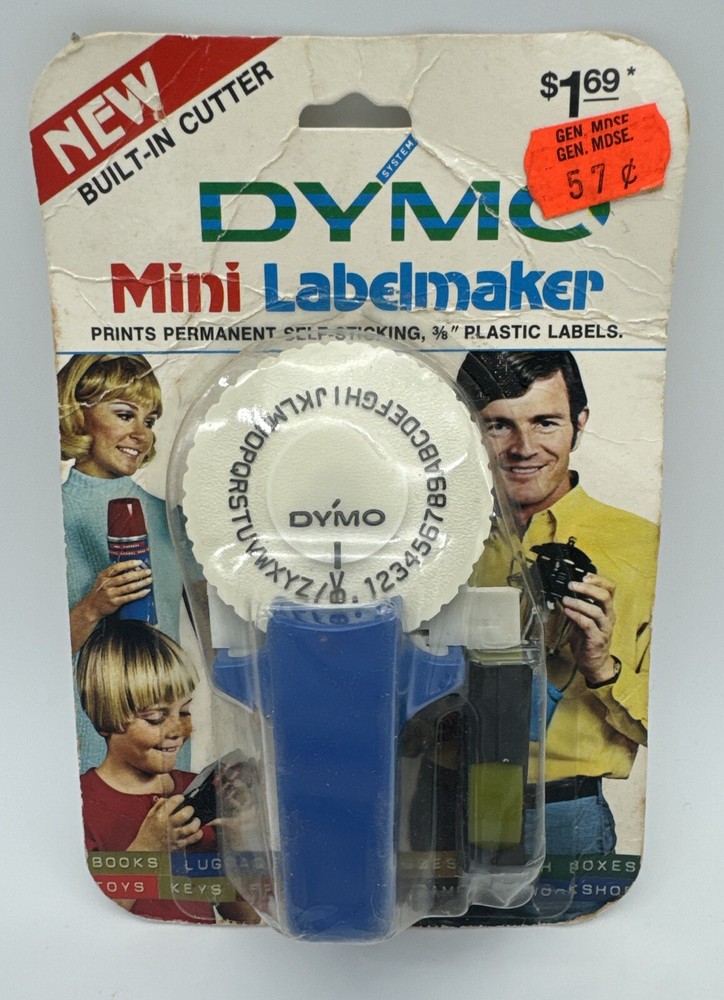 NEW
BUILT-IN CUTTER
$1.69*
GEN. MDSE.
GEN. MDSE.
57¢
SYSTEM
DYMO
Mini Labelmaker
PRINTS PERMANENT SELF-STICKING, 3/8" PLASTIC LABELS.
ABCDEFGHIJKLMNOPQRSTUVWXYZ/
.123456789
DYMO
BOOKS
BOXES
TOYS KEYS
WORKSHOP